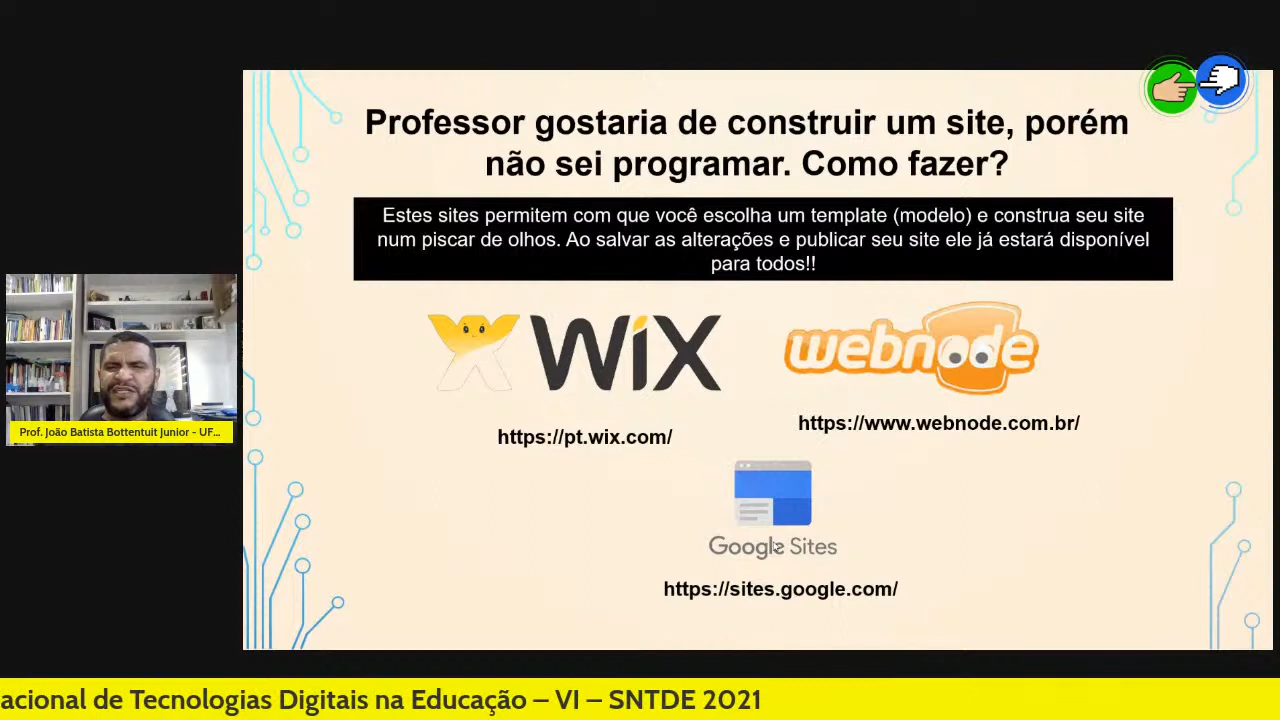 Professor gostaria de construir um site, porém
não sei programar. Como fazer?
Estes sites permitem com que você escolha um template (modelo) e construa seu site
num piscar de olhos. Ao salvar as alterações e publicar seu site ele já estará disponível
para todos!!
WiX
webnode
https://pt.wix.com/
https://www.webnode.com.br/
Google Sites
https://sites.google.com/
Prof. João Batista Bottentuit Junior - UF...
acional de Tecnologias Digitais na Educação – VI – SNTDE 2021